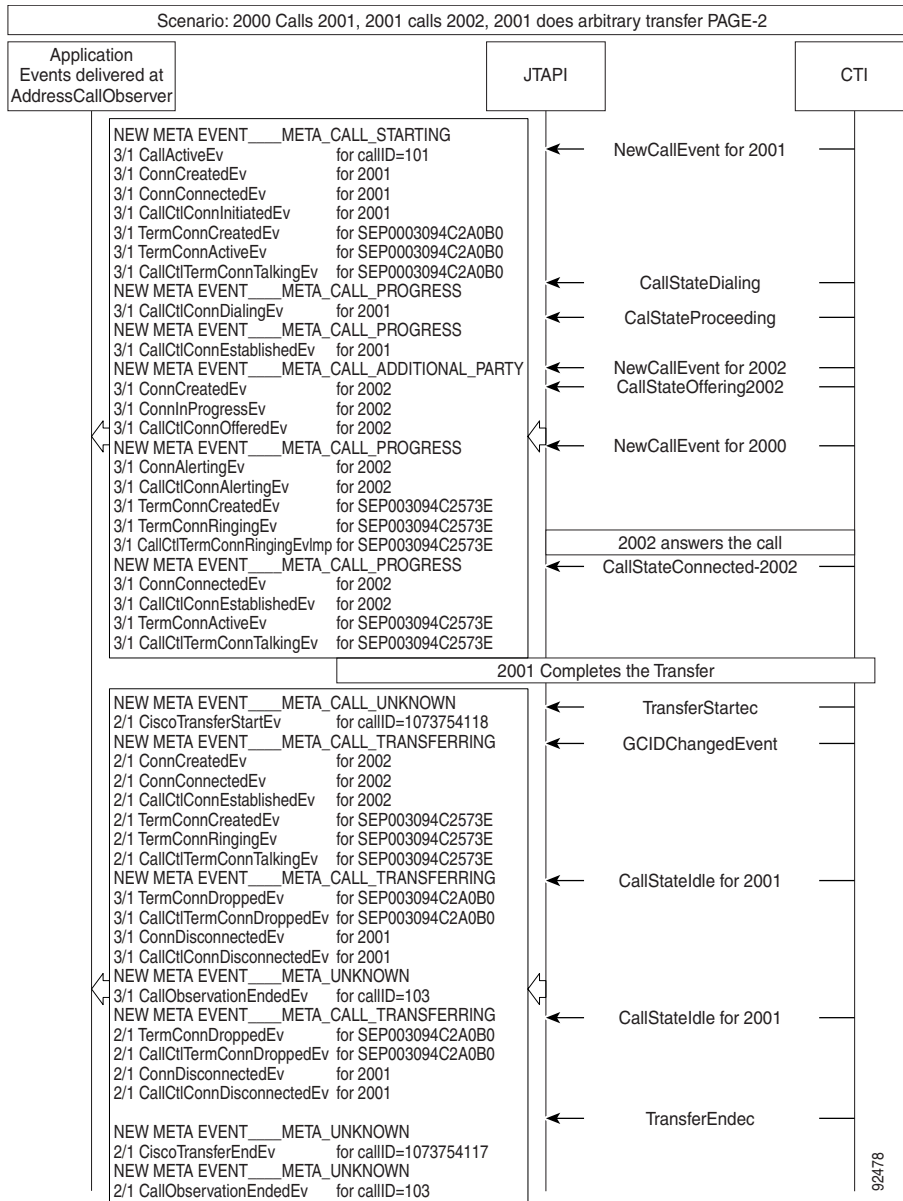 Scenario: 2000 Calls 2001, 2001 calls 2002, 2001 does arbitrary transfer PAGE-2
Application
Events delivered at
AddressCallObserver
JTAPI
CTI
NEW META EVENT____META_CALL_STARTING
3/1 CallActiveEv for callID=101
NewCallEvent for 2001
3/1 ConnCreatedEv for 2001
3/1 ConnConnectedEv for 2001
3/1 CallCtlConnInitiatedEv for 2001
3/1 TermConnCreatedEv for SEP0003094C2A0B0
3/1 TermConnActiveEv for SEP0003094C2A0B0
3/1 CallCtlTermConnTalkingEv for SEP0003094C2A0B0
CallStateDialing
NEW META EVENT____META_CALL_PROGRESS
3/1 CallCtlConnDialingEv for 2001
CalStateProceeding
NEW META EVENT____META_CALL_PROGRESS
3/1 CallCtlConnEstablishedEv for 2001
NEW META EVENT____META_CALL_ADDITIONAL_PARTY
NewCallEvent for 2002
3/1 ConnCreatedEv for 2002
CallStateOffering2002
3/1 ConnInProgressEv for 2002
3/1 CallCtlConnOfferedEv for 2002
NEW META EVENT____META_CALL_PROGRESS
NewCallEvent for 2000
3/1 ConnAlertingEv for 2002
3/1 CallCtlConnAlertingEv for 2002
3/1 TermConnCreatedEv for SEP003094C2573E
3/1 TermConnRingingEv for SEP003094C2573E
3/1 CallCtlTermConnRingingEvImp for SEP003094C2573E
2002 answers the call
NEW META EVENT____META_CALL_PROGRESS
CallStateConnected-2002
3/1 ConnConnectedEv for 2002
3/1 CallCtlConnEstablishedEv for 2002
3/1 TermConnActiveEv for SEP003094C2573E
3/1 CallCtlTermConnTalkingEv for SEP003094C2573E
2001 Completes the Transfer
NEW META EVENT____META_CALL_UNKNOWN
TransferStartec
2/1 CiscoTransferStartEv for callID=1073754118
NEW META EVENT____META_CALL_TRANSFERRING
GCIDChangedEvent
2/1 ConnCreatedEv for 2002
2/1 ConnConnectedEv for 2002
2/1 CallCtlConnEstablishedEv for 2002
2/1 TermConnCreatedEv for SEP003094C2573E
2/1 TermConnRingingEv for SEP003094C2573E
2/1 CallCtlTermConnTalkingEv for SEP003094C2573E
NEW META EVENT____META_CALL_TRANSFERRING
CallStateIdle for 2001
3/1 TermConnDroppedEv for SEP003094C2A0B0
3/1 CallCtlTermConnDroppedEv for SEP003094C2A0B0
3/1 ConnDisconnectedEv for 2001
3/1 CallCtlConnDisconnectedEv for 2001
NEW META EVENT____META_UNKNOWN
3/1 CallObservationEndedEv for callID=103
NEW META EVENT____META_CALL_TRANSFERRING
CallStateIdle for 2001
2/1 TermConnDroppedEv for SEP003094C2A0B0
2/1 CallCtlTermConnDroppedEv for SEP003094C2A0B0
2/1 ConnDisconnectedEv for 2001
2/1 CallCtlConnDisconnectedEv for 2001
TransferEndec
NEW META EVENT____META_UNKNOWN
2/1 CiscoTransferEndEv for callID=1073754117
NEW META EVENT____META_UNKNOWN
2/1 CallObservationEndedEv for callID=103
92478